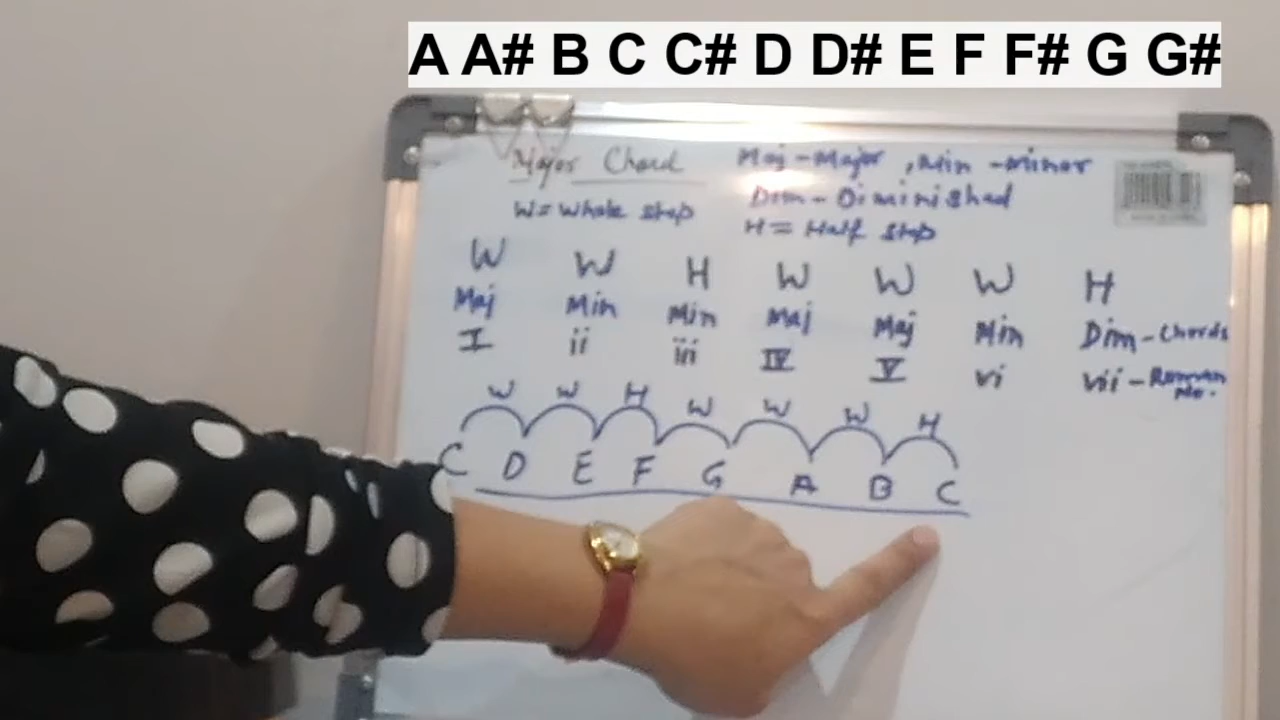 A A# B C C# D D# E F F# G G#
Major Chord Maj - Major , Min - minor
Dim - Diminished
W = Whole step H = Half step
W W H W W W H
Maj Min Min Maj Maj Min Dim - Chords
I ii iii IV V vi vii - Roman No.
W W H W W W H
C D E F G A B C